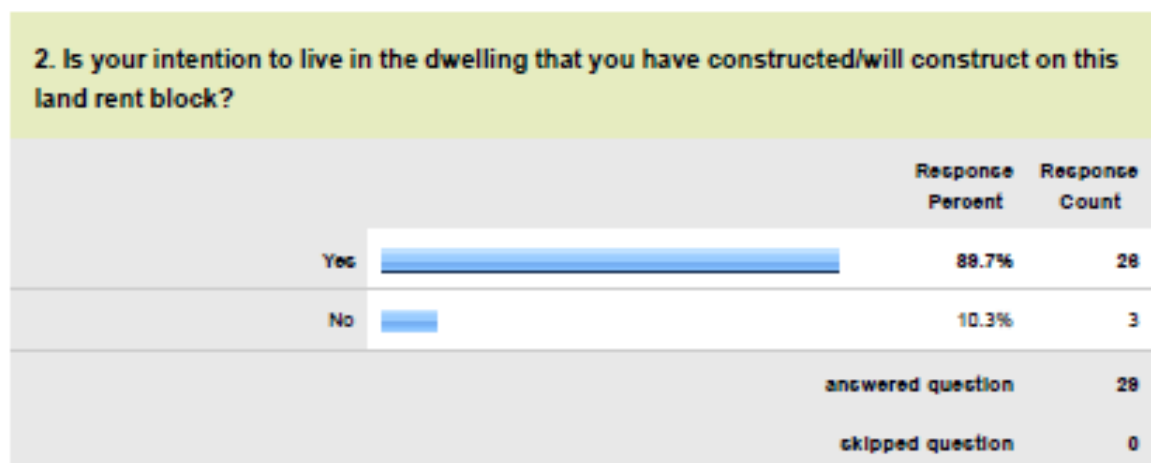 2. Is your intention to live in the dwelling that you have constructed/will construct on this
land rent block?
Response Response
Percent Count
Yes 89.7% 26
No 10.3% 3
answered question 29
skipped question 0